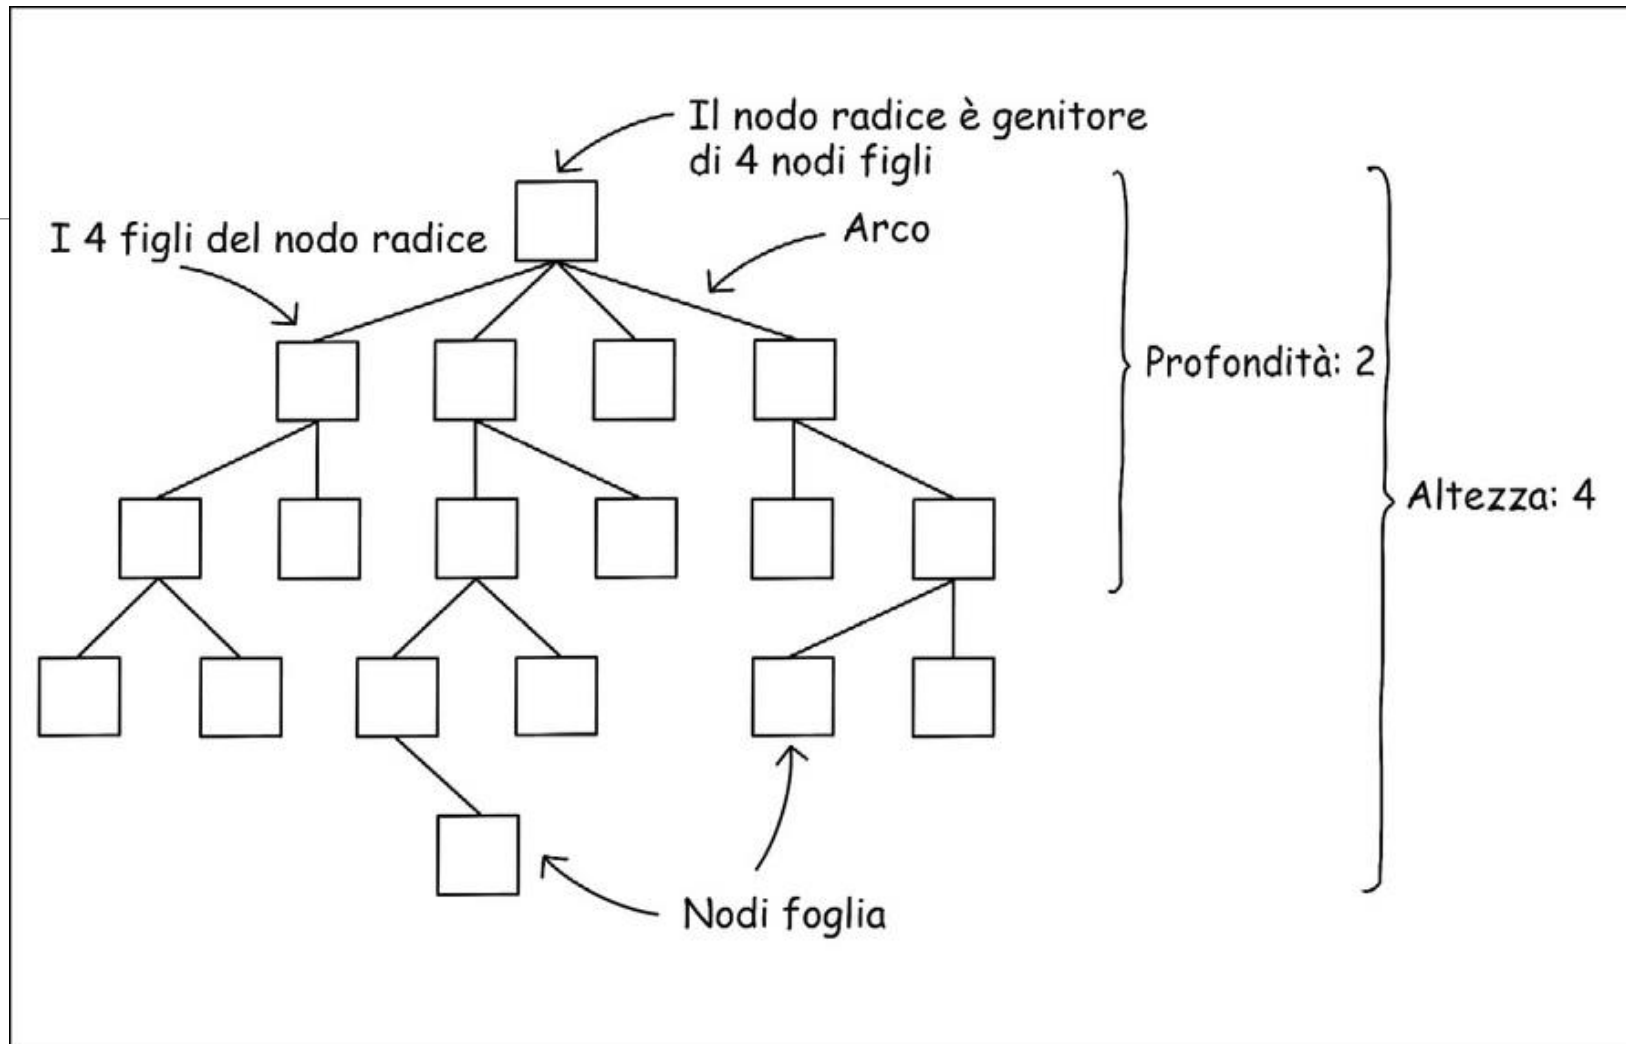 Il nodo radice è genitore
di 4 nodi figli
I 4 figli del nodo radice
Arco
Profondità: 2
Altezza: 4
Nodi foglia